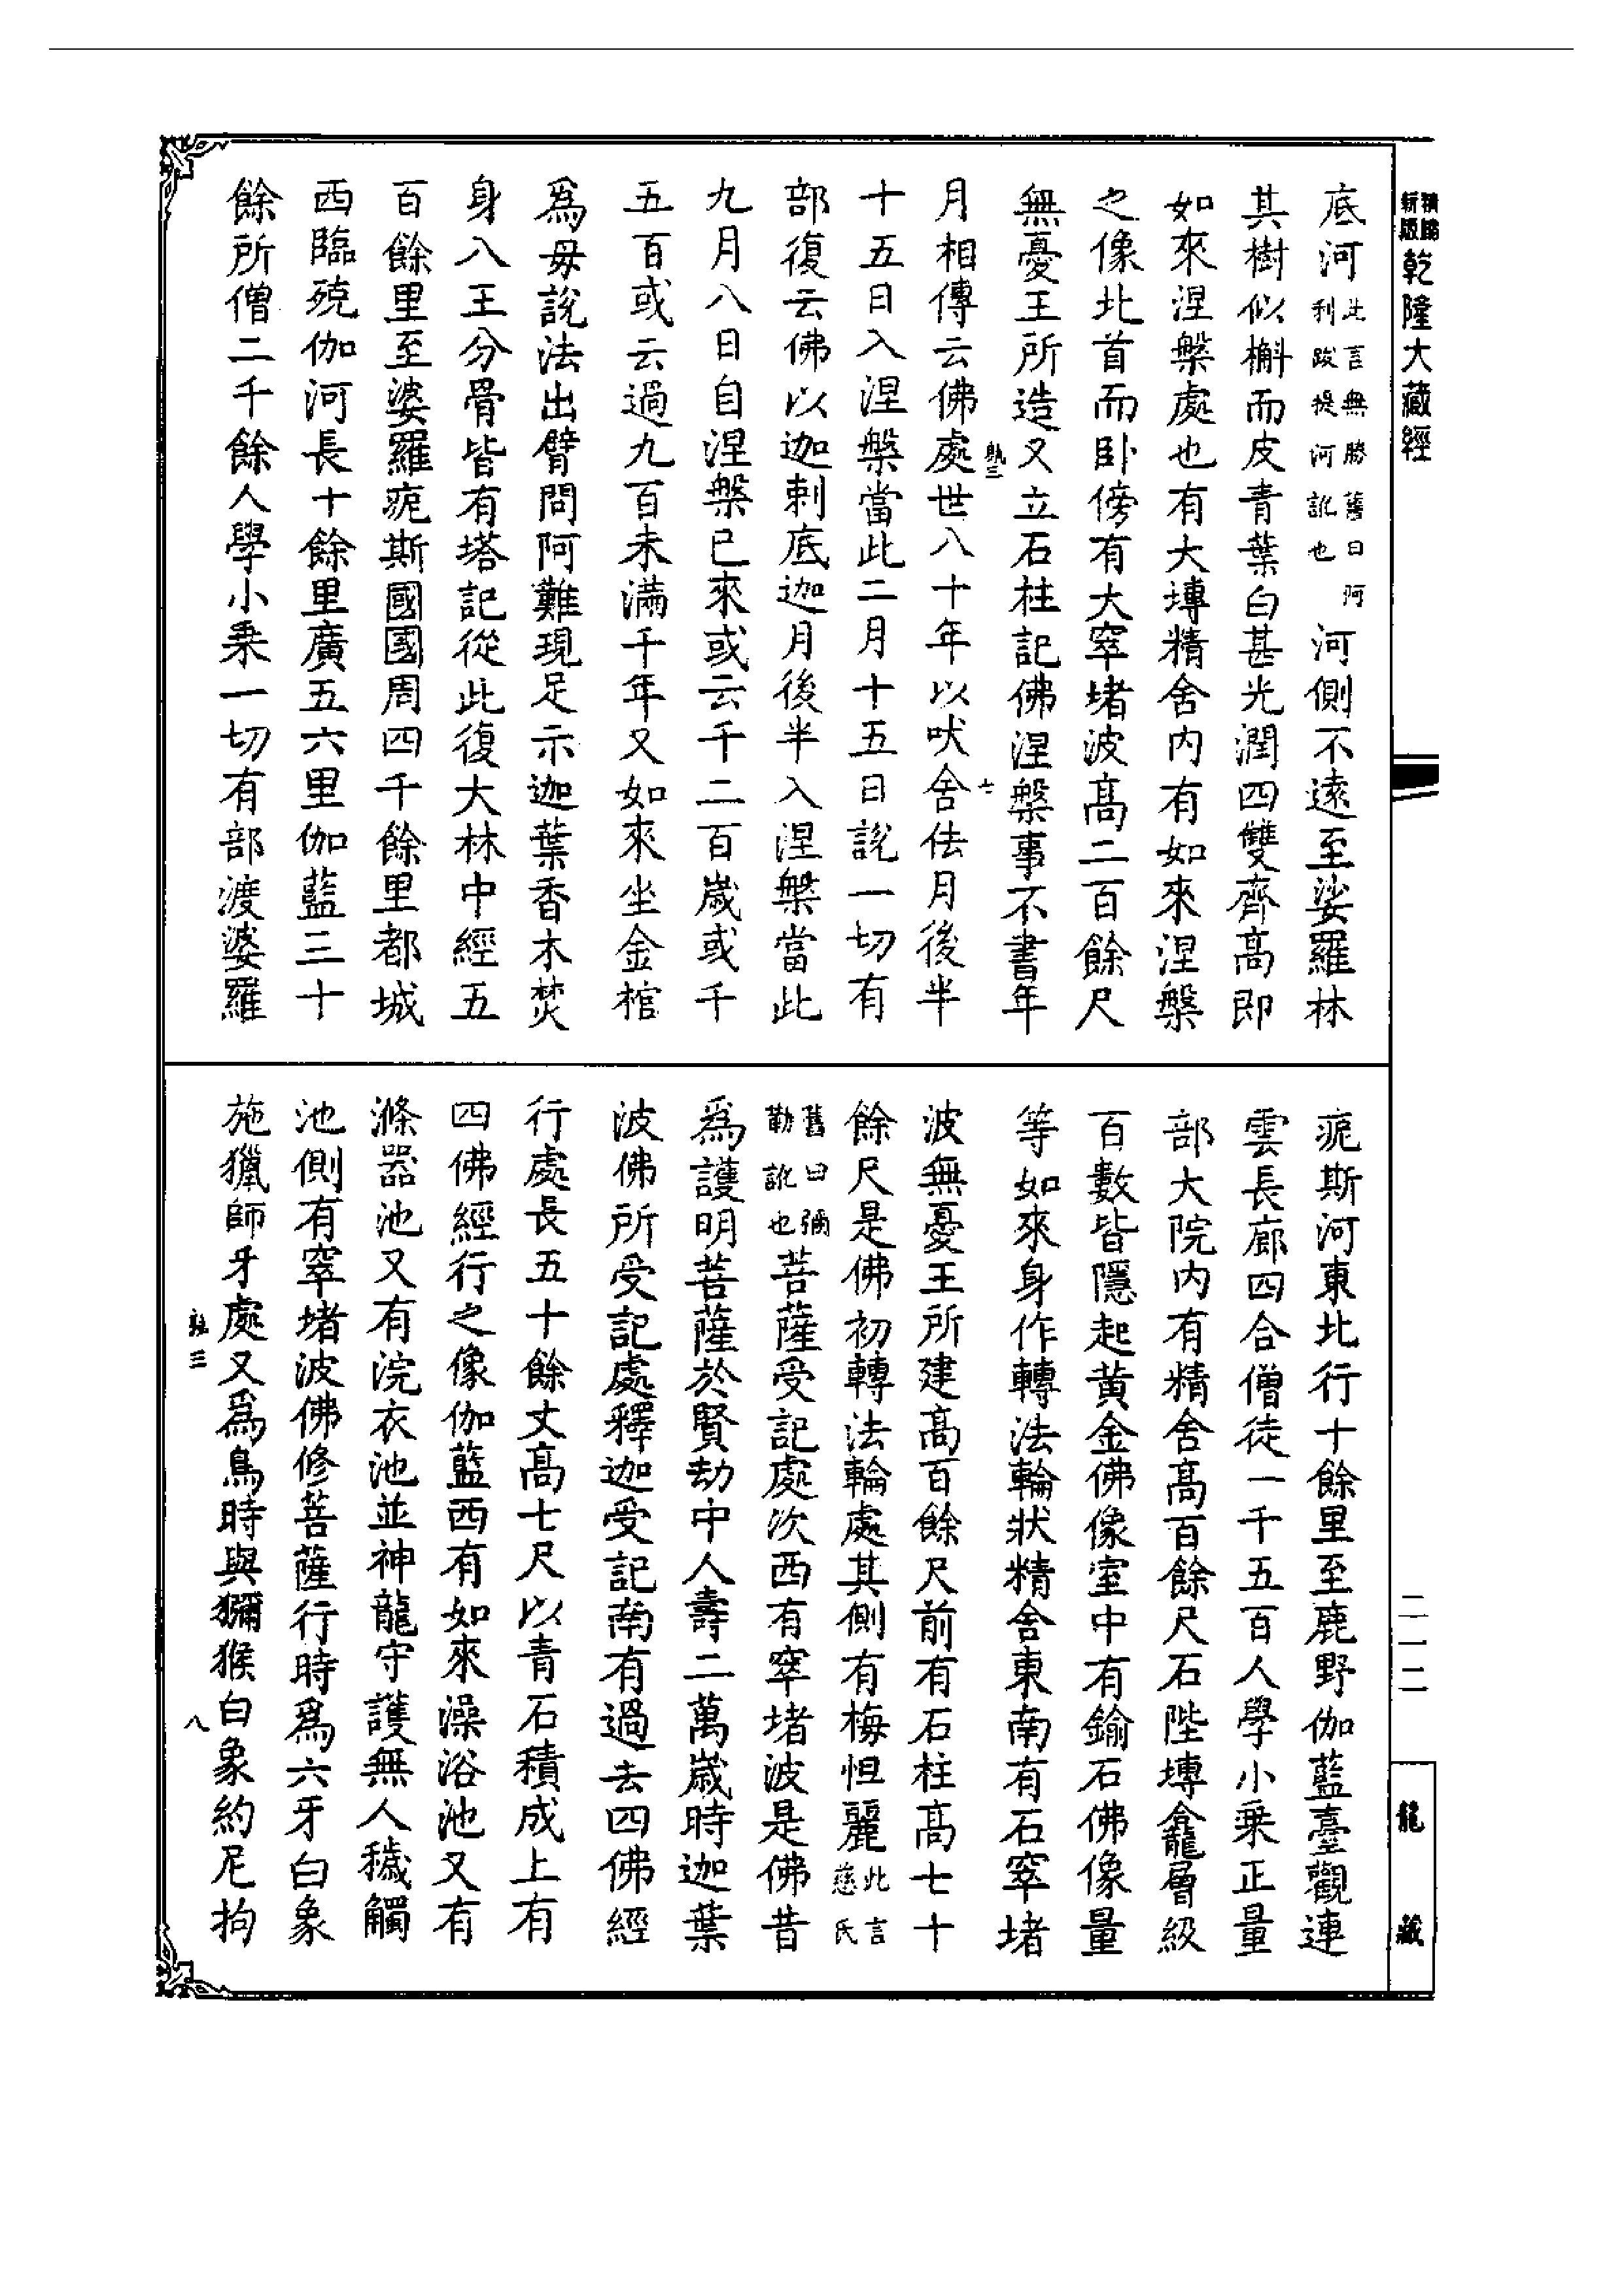 精縮新版乾隆大藏經
底河此言無勝舊曰阿利跋提河訛也河側不遠至娑羅林
其樹似槲而皮青葉白甚光潤四雙齊高即
如來涅槃處也有大塼精舍內有如來涅槃
之像北首而臥傍有大窣堵波高二百餘尺
無憂王所造又立石柱記佛涅槃事不書年
月相傳云佛處世八十年以吠舍佉月後半
十五日入涅槃當此二月十五日說一切有
部復云佛以迦剌底迦月後半入涅槃當此
九月八日自涅槃已來或云千二百歲或千
五百或云過九百未滿千年又如來坐金棺
為母說法出臂問阿難現足示迦葉香木焚
身八王分骨皆有塔記從此復大林中經五
百餘里至婆羅痆斯國國周四千餘里都城
西臨殑伽河長十餘里廣五六里伽藍三十
餘所僧二千餘人學小乘一切有部渡婆羅
痆斯河東北行十餘里至鹿野伽藍臺觀連
雲長廊四合僧徒一千五百人學小乘正量
部大院內有精舍高百餘尺石陛塼龕層級
百數皆隱起黃金佛像室中有鍮石佛像量
等如來身作轉法輪狀精舍東南有石窣堵
波無憂王所建高百餘尺前有石柱高七十
餘尺是佛初轉法輪處其側有梅怛麗此言慈氏
舊曰彌勒訛也菩薩受記處次西有窣堵波是佛昔
為護明菩薩於賢劫中人壽二萬歲時迦葉
波佛所受記處釋迦受記南有過去四佛經
行處長五十餘丈高七尺以青石積成上有
四佛經行之像伽藍西有如來澡浴池又有
滌器池又有浣衣池並神龍守護無人穢觸
池側有窣堵波佛修菩薩行時為六牙白象
施獵師牙處又為鳥時與獼猴白象約尼拘
執三
七
執三
八
二一二
龍藏